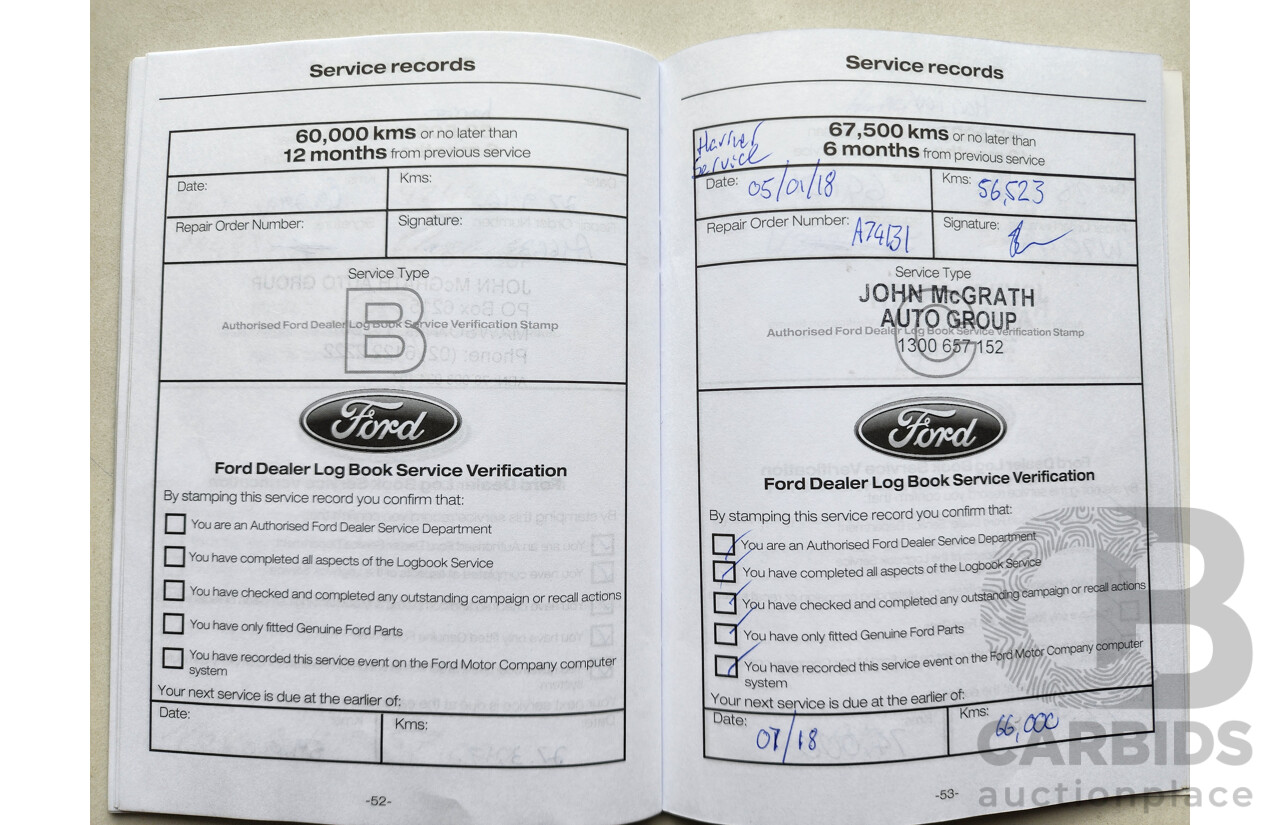 Service records
60,000 kms or no later than
12 months from previous service
Date:
Kms:
Repair Order Number:
Signature:
Service Type
B
Authorised Ford Dealer Log Book Service Verification Stamp
Ford
Ford Dealer Log Book Service Verification
By stamping this service record you confirm that:
You are an Authorised Ford Dealer Service Department
You have completed all aspects of the Logbook Service
You have checked and completed any outstanding campaign or recall actions
You have only fitted Genuine Ford Parts
You have recorded this service event on the Ford Motor Company computer
system
Your next service is due at the earlier of:
Date:
Kms:
-52-
Service records
67,500 kms or no later than
6 months from previous service
Service
Date: 05/01/18
Kms: 56,523
Repair Order Number: A74131
Signature:
Service Type
C
JOHN McGRATH
AUTO GROUP
Authorised Ford Dealer Log Book Service Verification Stamp
1300 657 152
Ford
Ford Dealer Log Book Service Verification
By stamping this service record you confirm that:
You are an Authorised Ford Dealer Service Department
You have completed all aspects of the Logbook Service
You have checked and completed any outstanding campaign or recall actions
You have only fitted Genuine Ford Parts
You have recorded this service event on the Ford Motor Company computer
system
Your next service is due at the earlier of:
Date: 07/18
Kms: 66,000
-53-
CARBIDS
auctionplace